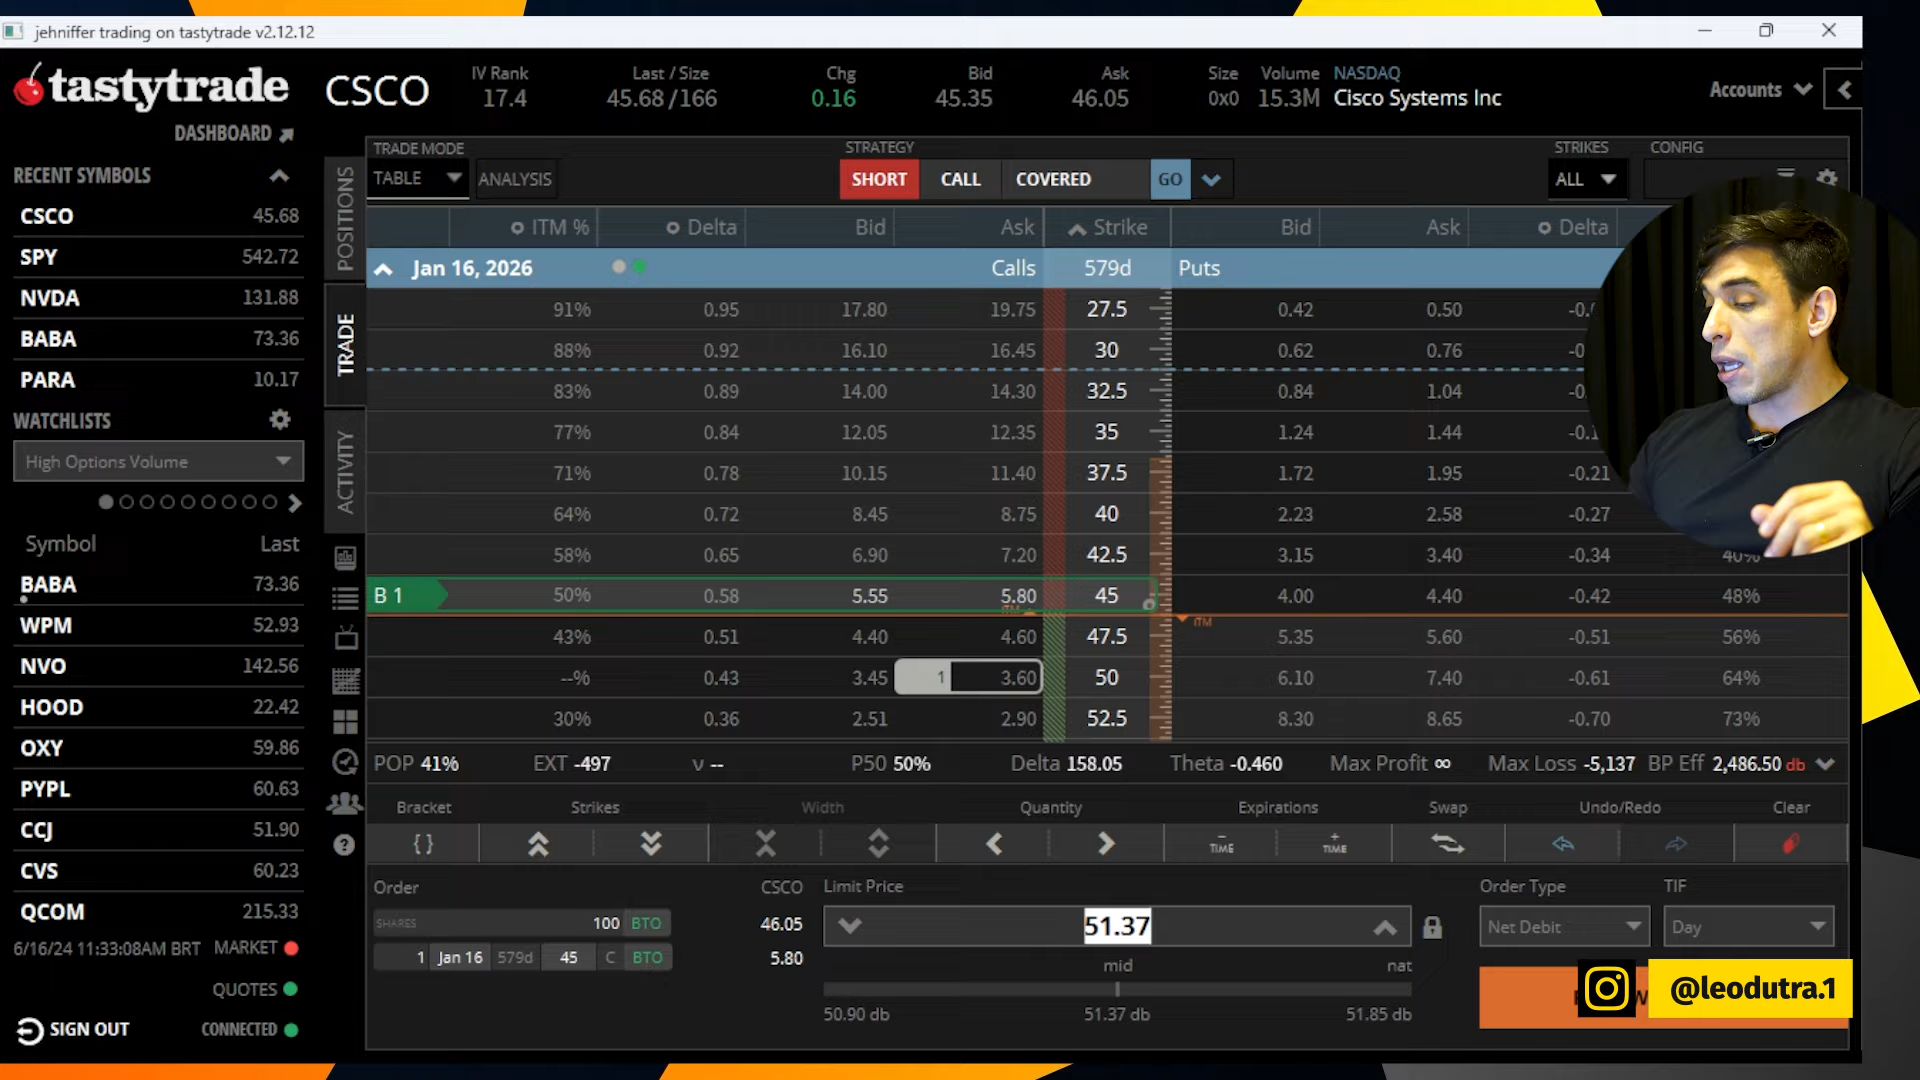 jehniffer trading on tastytrade v2.12.12
tastytrade
DASHBOARD
CSCO
IV Rank
17.4
Last / Size
45.68 / 166
Chg
0.16
Bid
45.35
Ask
46.05
Size
0x0
Volume
15.3M
NASDAQ
Cisco Systems Inc
Accounts
RECENT SYMBOLS
CSCO 45.68
SPY 542.72
NVDA 131.88
BABA 73.36
PARA 10.17
WATCHLISTS
High Options Volume
Symbol Last
BABA 73.36
WPM 52.93
NVO 142.56
HOOD 22.42
OXY 59.86
PYPL 60.63
CCJ 51.90
CVS 60.23
QCOM 215.33
6/16/24 11:33:08AM BRT MARKET
QUOTES
SIGN OUT CONNECTED
POSITIONS
TRADE
ACTIVITY
TRADE MODE
TABLE ANALYSIS
STRATEGY
SHORT CALL COVERED GO
STRIKES
ALL
CONFIG
ITM % Delta Bid Ask Strike Bid Ask Delta
Jan 16, 2026 Calls 579d Puts
91% 0.95 17.80 19.75 27.5 0.42 0.50
88% 0.92 16.10 16.45 30 0.62 0.76
83% 0.89 14.00 14.30 32.5 0.84 1.04
77% 0.84 12.05 12.35 35 1.24 1.44
71% 0.78 10.15 11.40 37.5 1.72 1.95 -0.21
64% 0.72 8.45 8.75 40 2.23 2.58 -0.27
58% 0.65 6.90 7.20 42.5 3.15 3.40 -0.34 40%
B 1 50% 0.58 5.55 5.80 45 4.00 4.40 -0.42 48%
ITM
43% 0.51 4.40 4.60 47.5 5.35 5.60 -0.51 56%
--% 0.43 3.45 1 3.60 50 6.10 7.40 -0.61 64%
30% 0.36 2.51 2.90 52.5 8.30 8.65 -0.70 73%
POP 41% EXT -497 ν -- P50 50% Delta 158.05 Theta -0.460 Max Profit ∞ Max Loss -5,137 BP Eff 2,486.50 db
Bracket Strikes Width Quantity Expirations Swap Undo/Redo Clear
{ } − TIME + TIME
Order CSCO Limit Price Order Type TIF
SHARES 100 BTO 46.05 51.37 Net Debit Day
1 Jan 16 579d 45 C BTO 5.80
mid nat
50.90 db 51.37 db 51.85 db
@leodutra.1